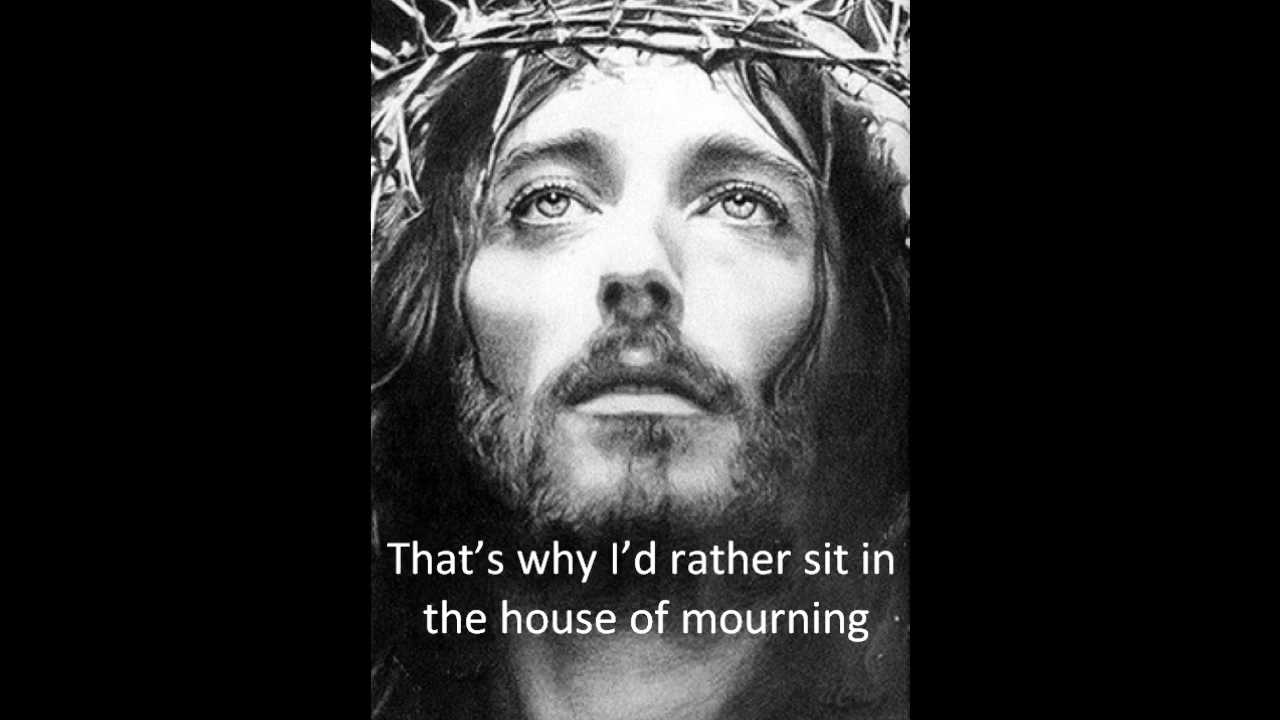 That’s why I’d rather sit in
the house of mourning